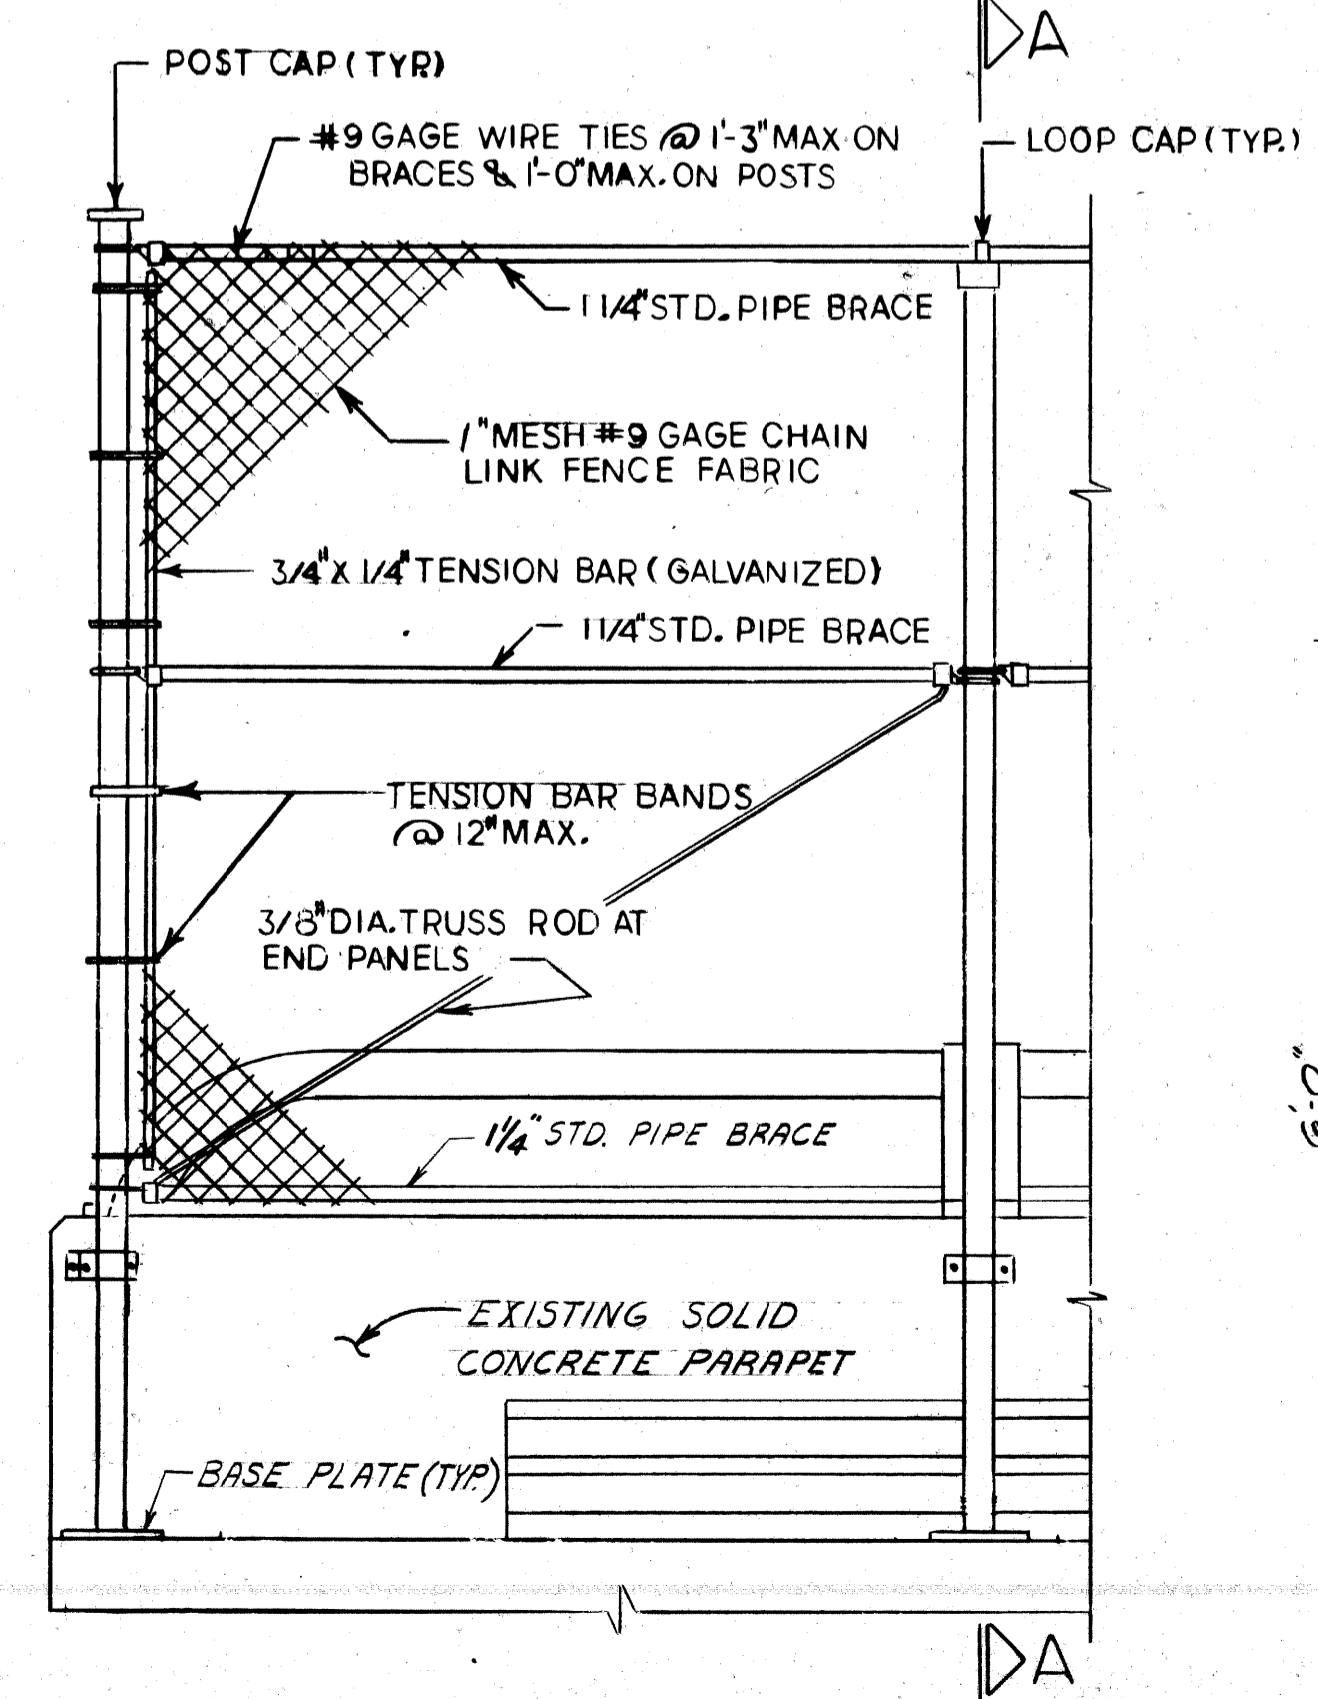 A
POST CAP (TYP.)
#9 GAGE WIRE TIES @ 1'-3" MAX. ON
BRACES & 1'-0" MAX. ON POSTS
LOOP CAP (TYP.)
1 1/4" STD. PIPE BRACE
1" MESH #9 GAGE CHAIN
LINK FENCE FABRIC
3/4" X 1/4" TENSION BAR (GALVANIZED)
1 1/4" STD. PIPE BRACE
TENSION BAR BANDS
@ 12" MAX.
3/8" DIA. TRUSS ROD AT
END PANELS
1 1/4" STD. PIPE BRACE
EXISTING SOLID
CONCRETE PARAPET
BASE PLATE (TYP.)
A